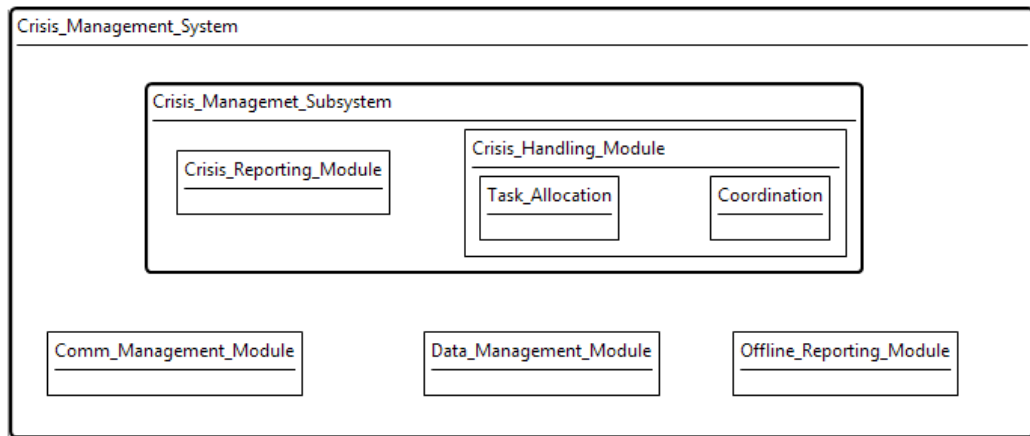 Crisis_Management_System
Crisis_Managemet_Subsystem
Crisis_Reporting_Module
Crisis_Handling_Module
Task_Allocation
Coordination
Comm_Management_Module
Data_Management_Module
Offline_Reporting_Module